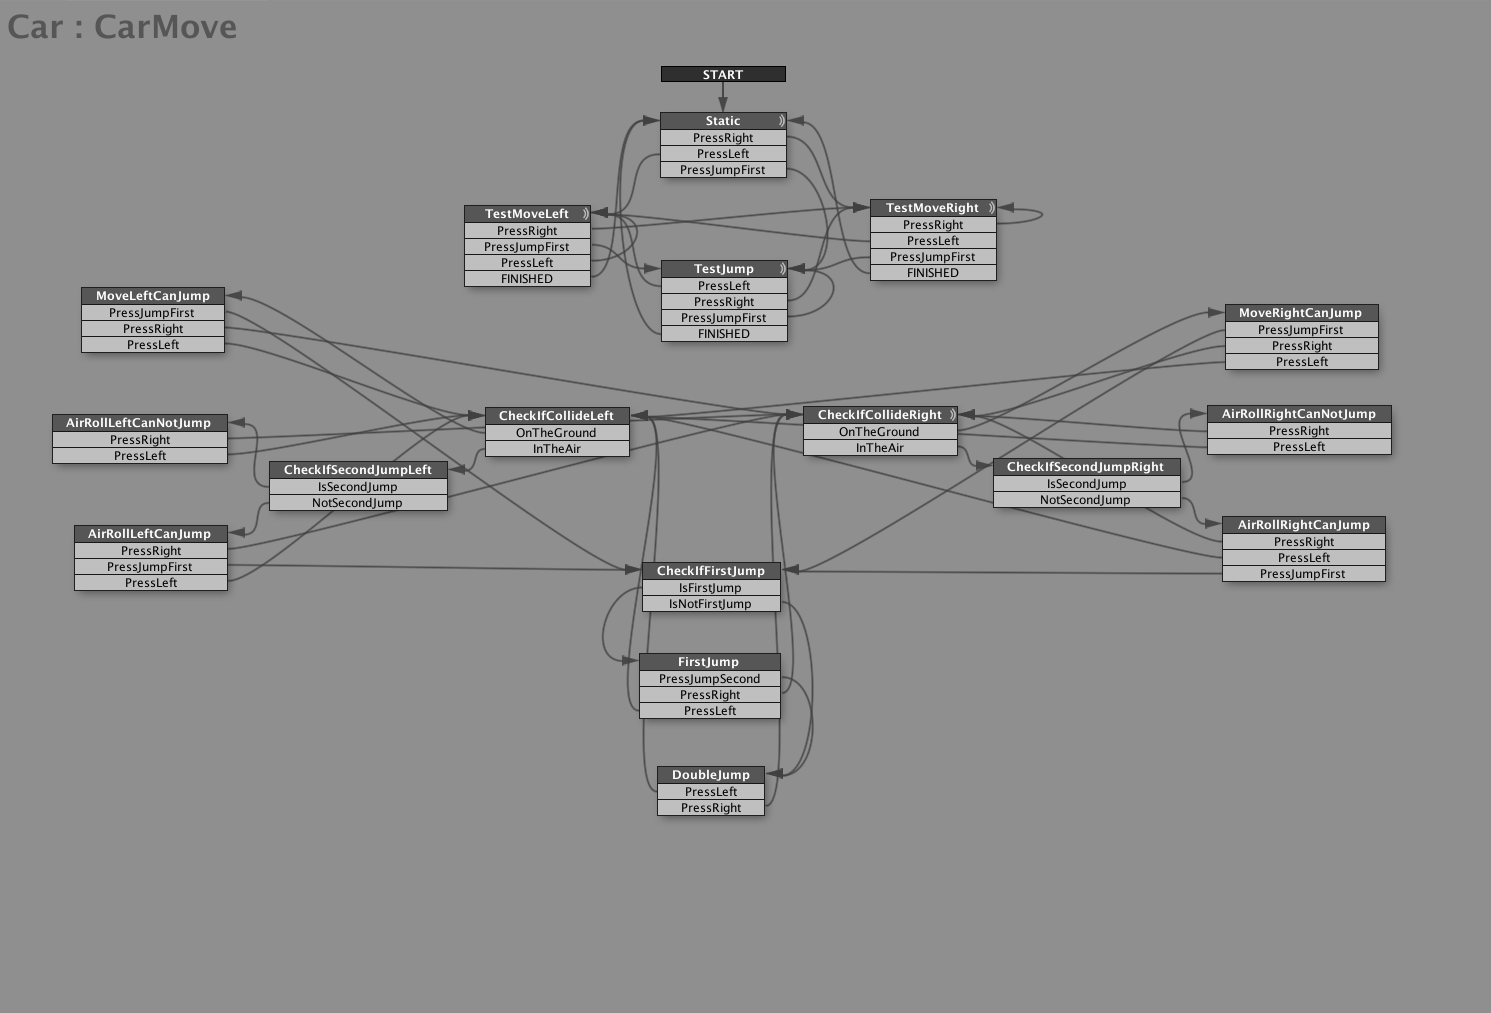 Car : CarMove
START
Static
PressRight
PressLeft
PressJumpFirst
TestMoveLeft
PressRight
PressJumpFirst
PressLeft
FINISHED
TestMoveRight
PressRight
PressLeft
PressJumpFirst
FINISHED
TestJump
PressLeft
PressRight
PressJumpFirst
FINISHED
MoveLeftCanJump
PressJumpFirst
PressRight
PressLeft
MoveRightCanJump
PressJumpFirst
PressRight
PressLeft
CheckIfCollideLeft
OnTheGround
InTheAir
CheckIfCollideRight
OnTheGround
InTheAir
AirRollLeftCanNotJump
PressRight
PressLeft
AirRollRightCanNotJump
PressRight
PressLeft
CheckIfSecondJumpLeft
IsSecondJump
NotSecondJump
CheckIfSecondJumpRight
IsSecondJump
NotSecondJump
AirRollLeftCanJump
PressRight
PressJumpFirst
PressLeft
AirRollRightCanJump
PressRight
PressLeft
PressJumpFirst
CheckIfFirstJump
IsFirstJump
IsNotFirstJump
FirstJump
PressJumpSecond
PressRight
PressLeft
DoubleJump
PressLeft
PressRight